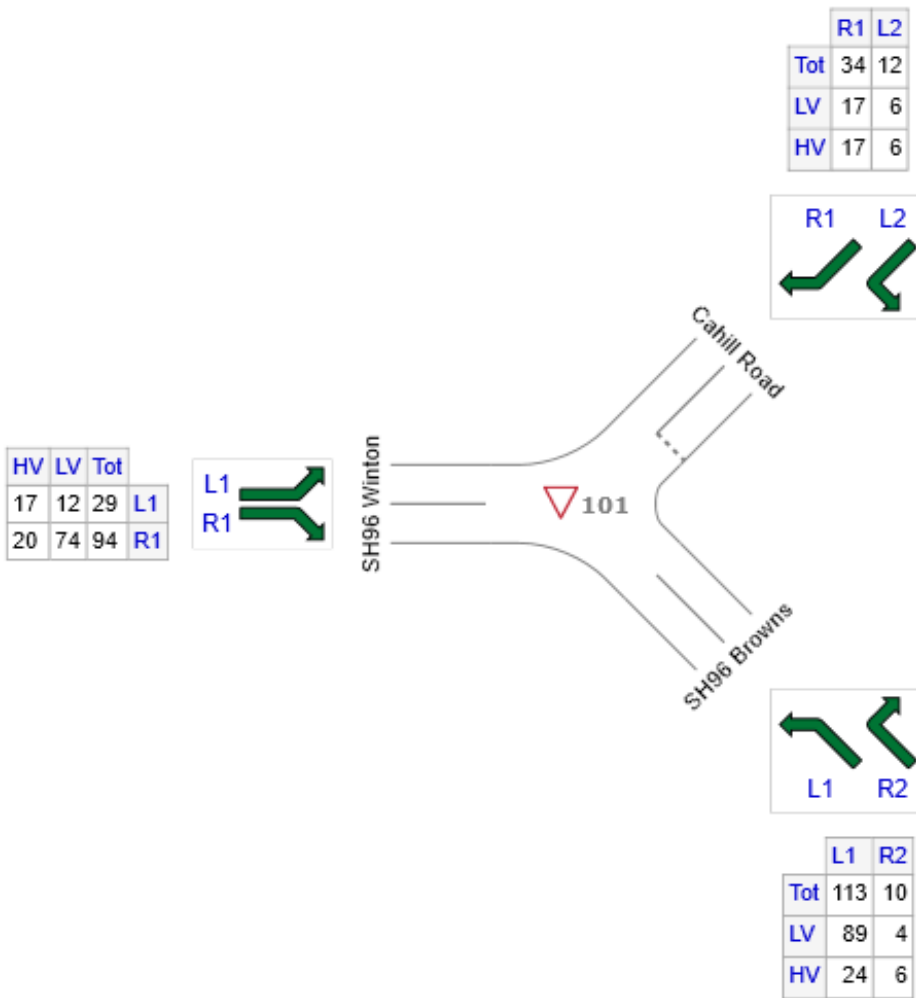 R1 L2
Tot 34 12
LV 17 6
HV 17 6
R1 L2
Cahill Road
HV LV Tot
17 12 29 L1
20 74 94 R1
L1
R1
SH96 Winton
101
SH96 Browns
L1 R2
L1 R2
Tot 113 10
LV 89 4
HV 24 6